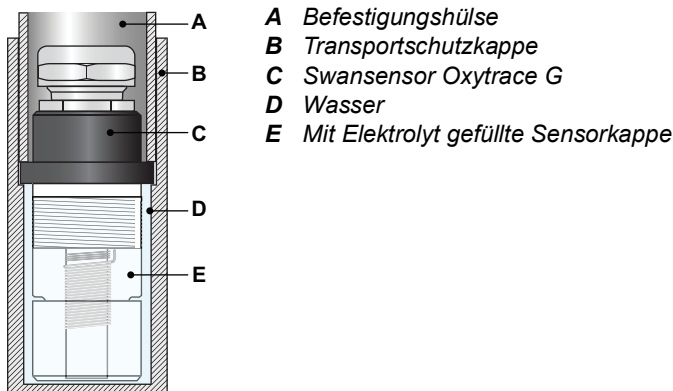 A Befestigungshülse
B Transportschutzkappe
C Swansensor Oxytrace G
D Wasser
E Mit Elektrolyt gefüllte Sensorkappe
A
B
C
D
E